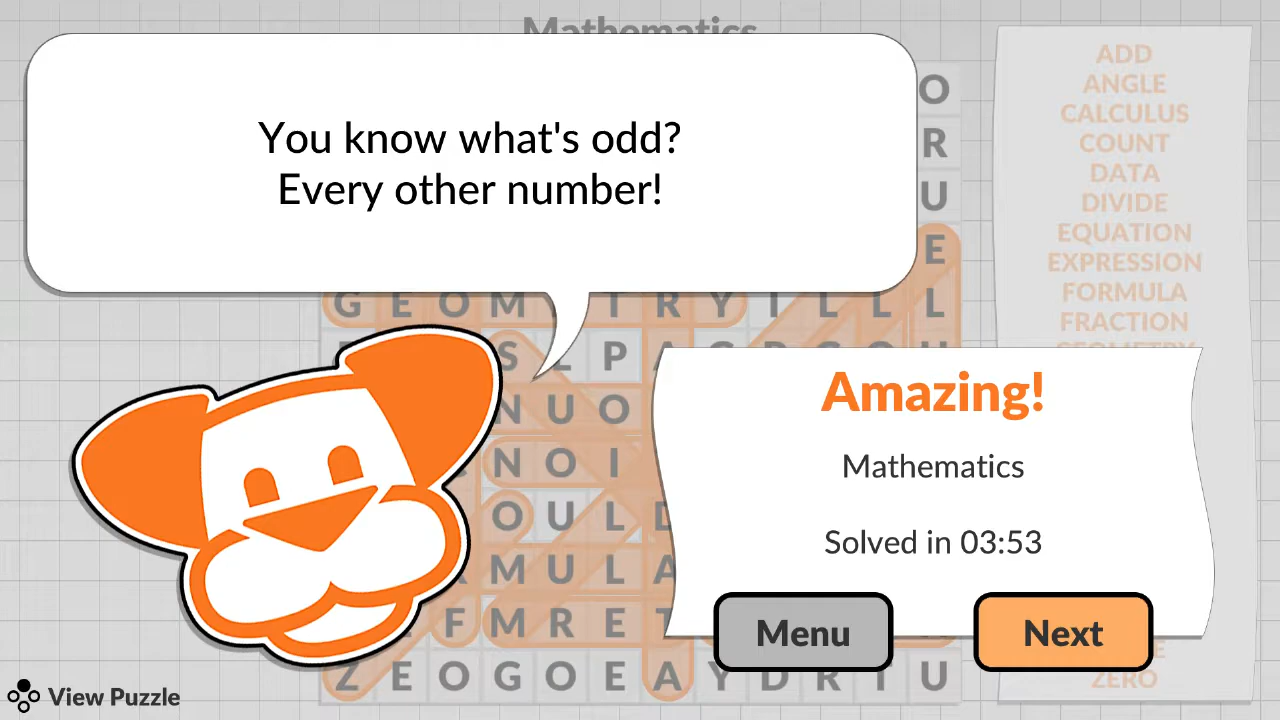 Mathematics
You know what's odd?
Every other number!
O
R
U
E
G E O M T R Y I L L L
S L P A G R C O U
N U O
N O I
O U L D
M U L A
F M R E T
Z E O G O E A Y D R T U
ADD
ANGLE
CALCULUS
COUNT
DATA
DIVIDE
EQUATION
EXPRESSION
FORMULA
FRACTION
GEOMETRY
ZERO
Amazing!
Mathematics
Solved in 03:53
Menu
Next
View Puzzle